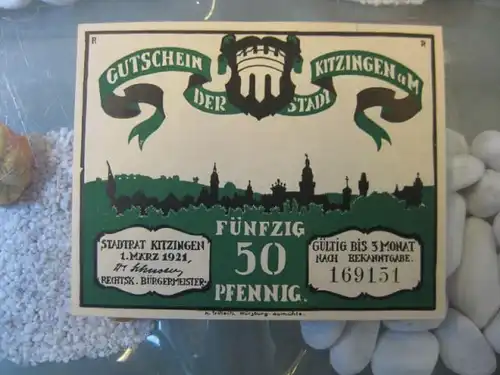 GUTSCHEIN
DER STADT
KITZINGEN a M
FÜNFZIG
50
PFENNIG.
STADTRAT KITZINGEN
1. MÄRZ 1921,
RECHTSK. BÜRGERMEISTER
GÜLTIG BIS 3 MONAT
NACH BEKANNTGABE.
169151
Würzburg